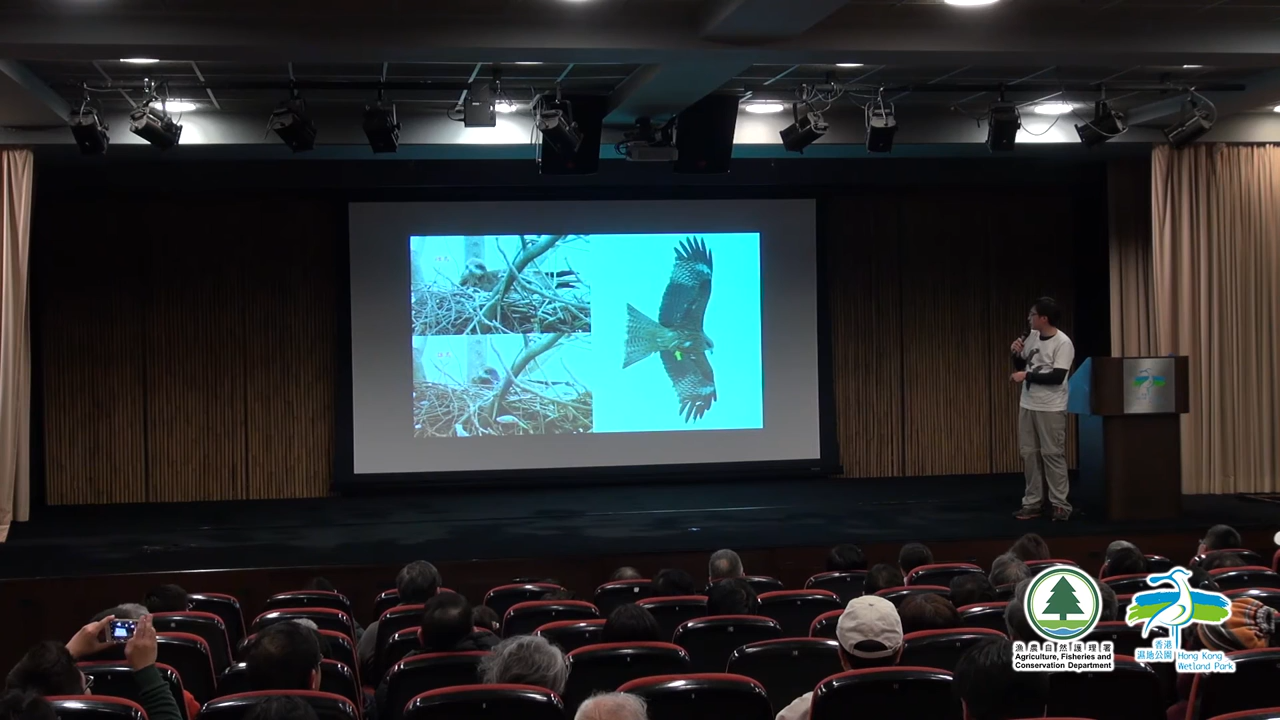 漁農自然護理署
Agriculture, Fisheries and
Conservation Department
香港
濕地公園
Hong Kong
Wetland Park